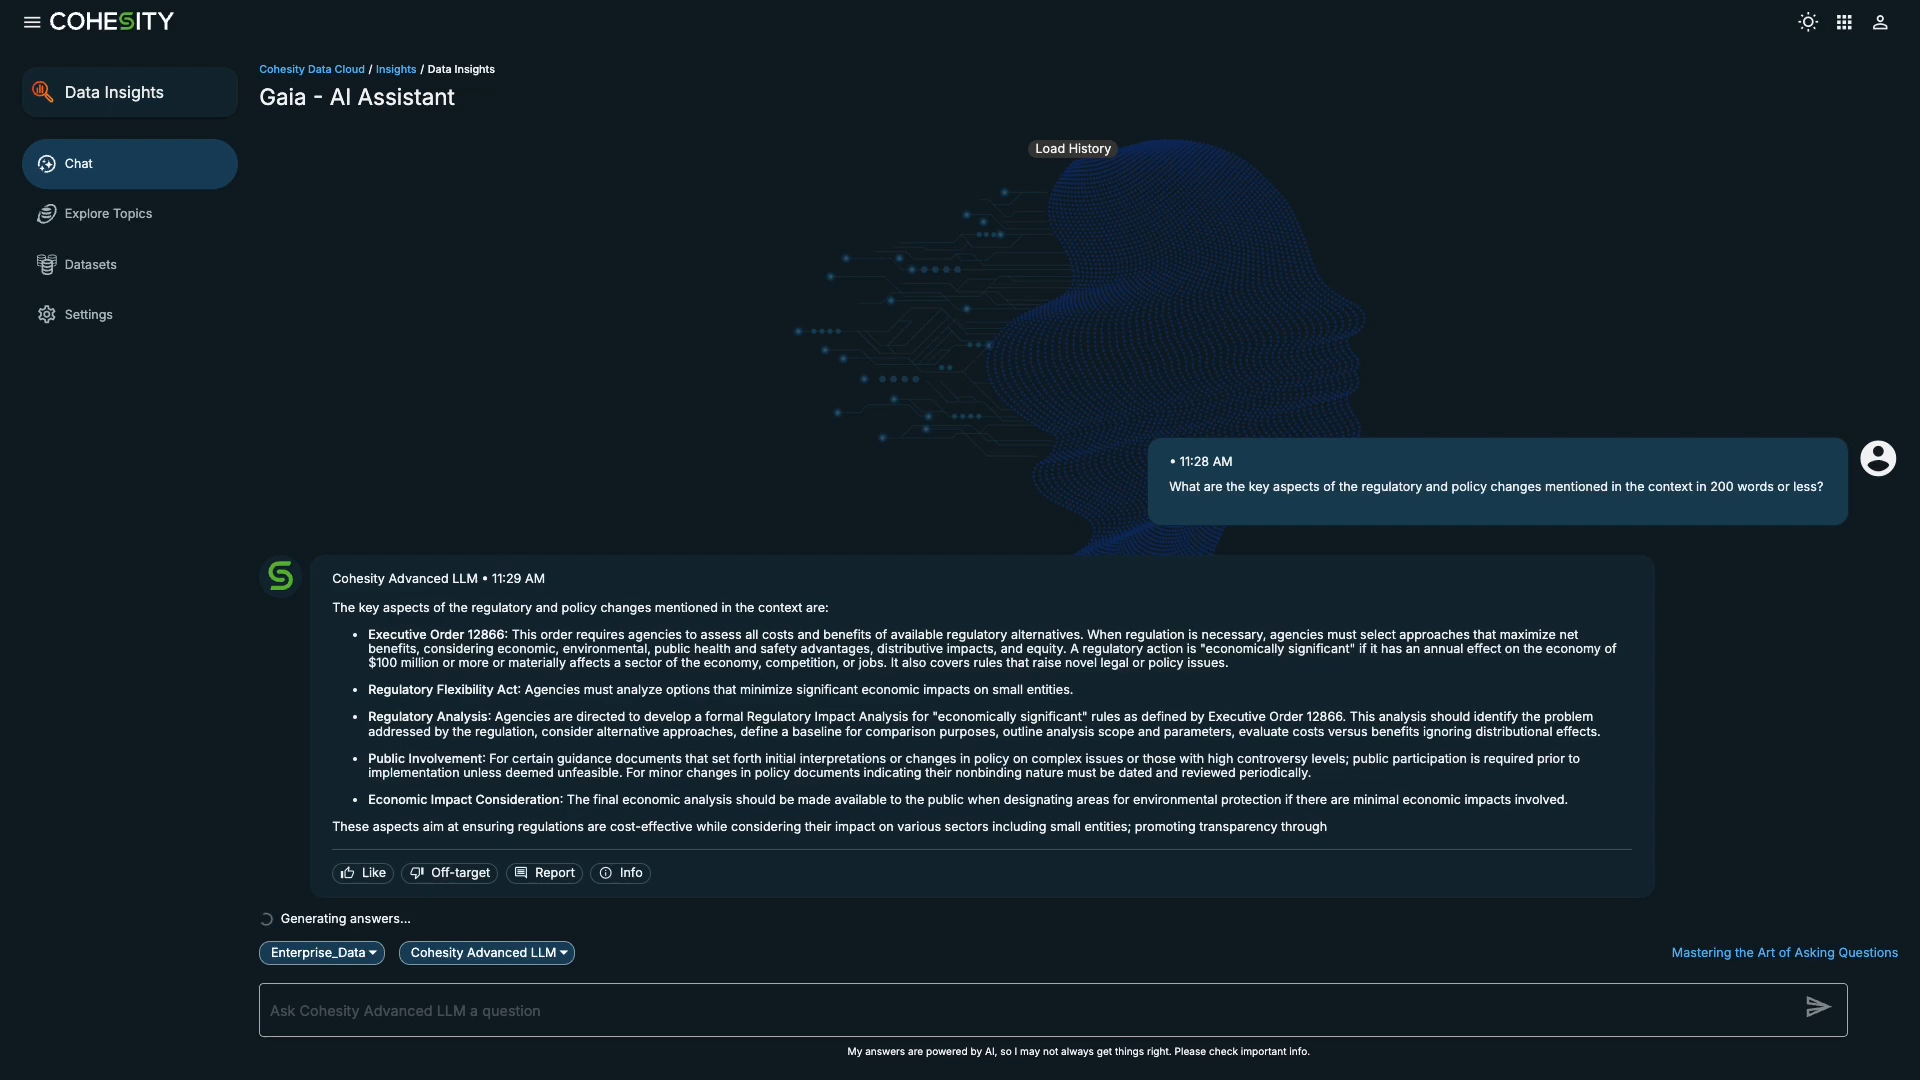 COHESITY
Data Insights
Chat
Explore Topics
Datasets
Settings
Cohesity Data Cloud / Insights / Data Insights
Gaia - AI Assistant
Load History
• 11:28 AM
What are the key aspects of the regulatory and policy changes mentioned in the context in 200 words or less?
Cohesity Advanced LLM • 11:29 AM
The key aspects of the regulatory and policy changes mentioned in the context are:
• Executive Order 12866: This order requires agencies to assess all costs and benefits of available regulatory alternatives. When regulation is necessary, agencies must select approaches that maximize net
benefits, considering economic, environmental, public health and safety advantages, distributive impacts, and equity. A regulatory action is "economically significant" if it has an annual effect on the economy of
$100 million or more or materially affects a sector of the economy, competition, or jobs. It also covers rules that raise novel legal or policy issues.
• Regulatory Flexibility Act: Agencies must analyze options that minimize significant economic impacts on small entities.
• Regulatory Analysis: Agencies are directed to develop a formal Regulatory Impact Analysis for "economically significant" rules as defined by Executive Order 12866. This analysis should identify the problem
addressed by the regulation, consider alternative approaches, define a baseline for comparison purposes, outline analysis scope and parameters, evaluate costs versus benefits ignoring distributional effects.
• Public Involvement: For certain guidance documents that set forth initial interpretations or changes in policy on complex issues or those with high controversy levels; public participation is required prior to
implementation unless deemed unfeasible. For minor changes in policy documents indicating their nonbinding nature must be dated and reviewed periodically.
• Economic Impact Consideration: The final economic analysis should be made available to the public when designating areas for environmental protection if there are minimal economic impacts involved.
These aspects aim at ensuring regulations are cost-effective while considering their impact on various sectors including small entities; promoting transparency through
Like Off-target Report Info
Generating answers...
Enterprise_Data Cohesity Advanced LLM
Mastering the Art of Asking Questions
Ask Cohesity Advanced LLM a question
My answers are powered by AI, so I may not always get things right. Please check important info.